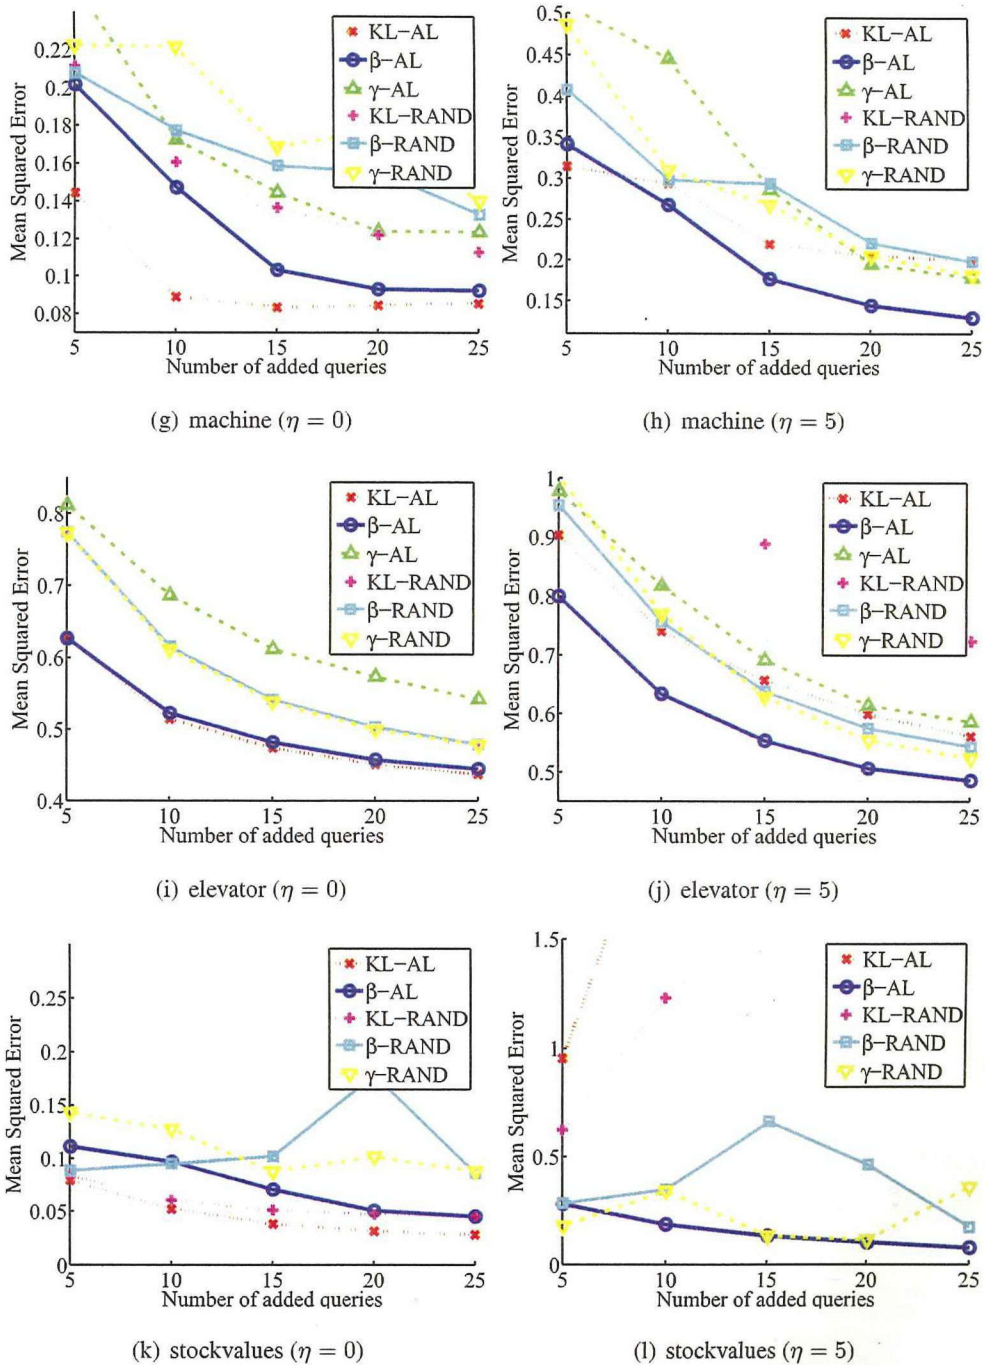 0.22
0.2
0.18
0.16
0.14
0.12
0.1
0.08
Mean Squared Error
5
10
15
20
25
Number of added queries
KL−AL
β−AL
γ−AL
KL−RAND
β−RAND
γ−RAND
(g) machine (η = 0)
0.5
0.45
0.4
0.35
0.3
0.25
0.2
0.15
Mean Squared Error
5
10
15
20
25
Number of added queries
KL−AL
β−AL
γ−AL
KL−RAND
β−RAND
γ−RAND
(h) machine (η = 5)
0.8
0.7
0.6
0.5
0.4
Mean Squared Error
5
10
15
20
25
Number of added queries
KL−AL
β−AL
γ−AL
KL−RAND
β−RAND
γ−RAND
(i) elevator (η = 0)
1
0.9
0.8
0.7
0.6
0.5
Mean Squared Error
5
10
15
20
25
Number of added queries
KL−AL
β−AL
γ−AL
KL−RAND
β−RAND
γ−RAND
(j) elevator (η = 5)
0.25
0.2
0.15
0.1
0.05
0
Mean Squared Error
5
10
15
20
25
Number of added queries
KL−AL
β−AL
KL−RAND
β−RAND
γ−RAND
(k) stockvalues (η = 0)
1.5
1
0.5
0
Mean Squared Error
5
10
15
20
25
Number of added queries
KL−AL
β−AL
KL−RAND
β−RAND
γ−RAND
(l) stockvalues (η = 5)